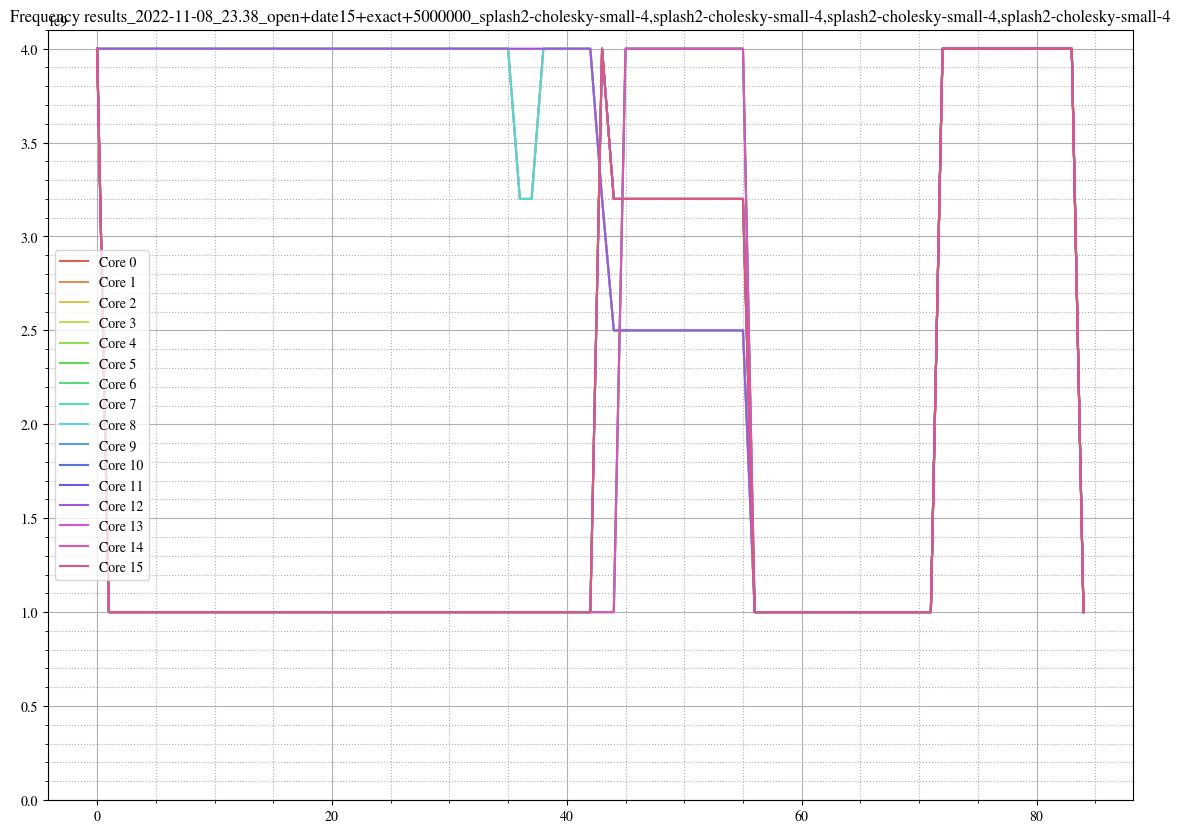 Frequency results_2022-11-08_23.38_open+date15+exact+5000000_splash2-cholesky-small-4,splash2-cholesky-small-4,splash2-cholesky-small-4,splash2-cholesky-small-4
1e9
4.0
3.5
3.0
2.5
2.0
1.5
1.0
0.5
0.0
Core 0
Core 1
Core 2
Core 3
Core 4
Core 5
Core 6
Core 7
Core 8
Core 9
Core 10
Core 11
Core 12
Core 13
Core 14
Core 15
0 20 40 60 80